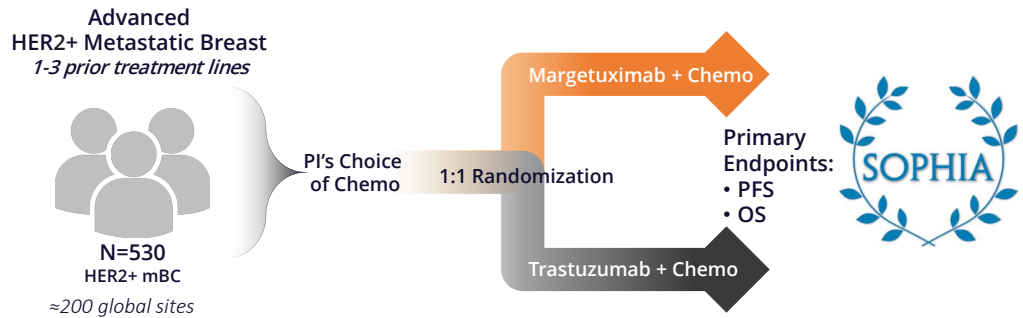 Advanced
HER2+ Metastatic Breast
1-3 prior treatment lines
N=530
HER2+ mBC
≈200 global sites
PI’s Choice
of Chemo
1:1 Randomization
Margetuximab + Chemo
Trastuzumab + Chemo
Primary
Endpoints:
• PFS
• OS
SOPHIA